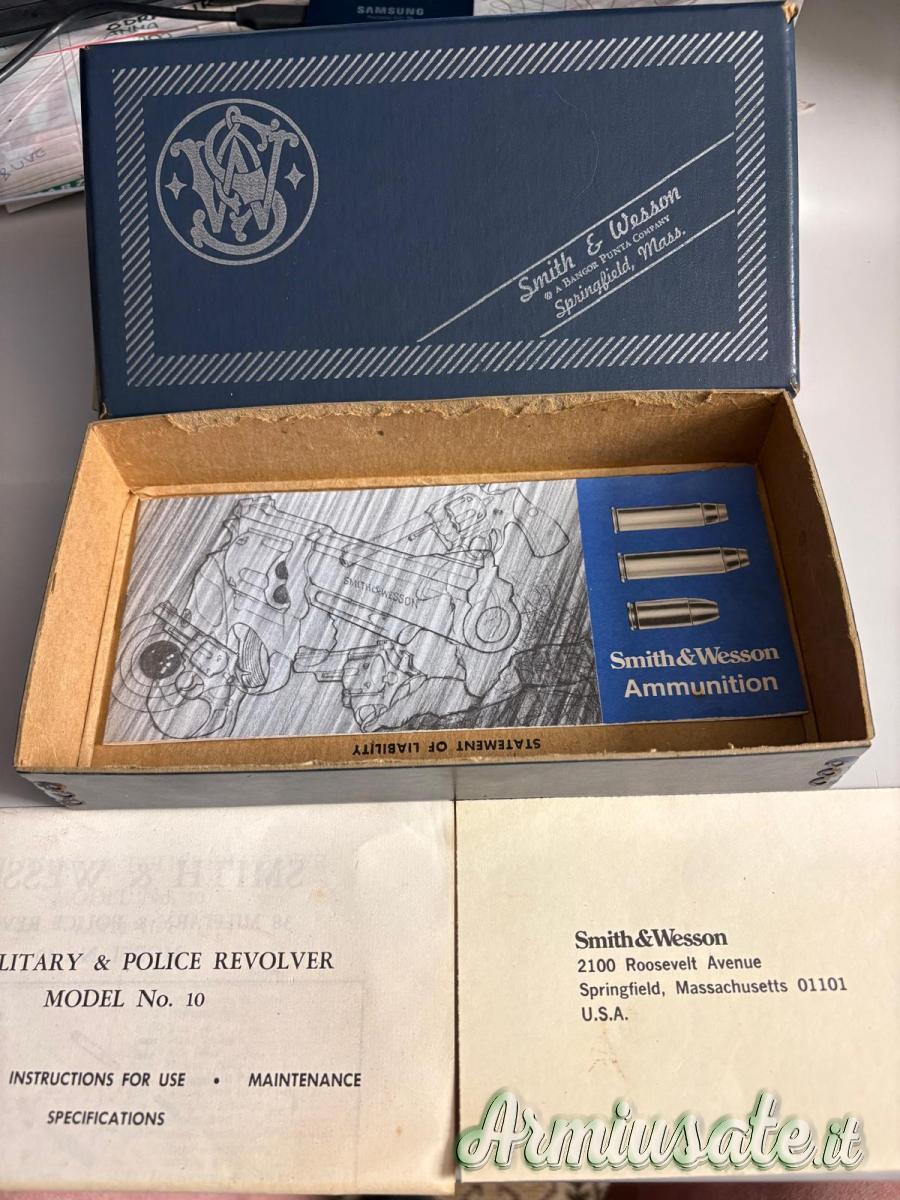 SAMSUNG
Smith & Wesson
® A BANGOR PUNTA COMPANY
Springfield, Mass.
SMITH & WESSON
Smith & Wesson
Ammunition
STATEMENT OF LIABILITY
LITARY & POLICE REVOLVER
MODEL No. 10
INSTRUCTIONS FOR USE • MAINTENANCE
SPECIFICATIONS
Smith & Wesson
2100 Roosevelt Avenue
Springfield, Massachusetts 01101
U.S.A.
Armiusate.it